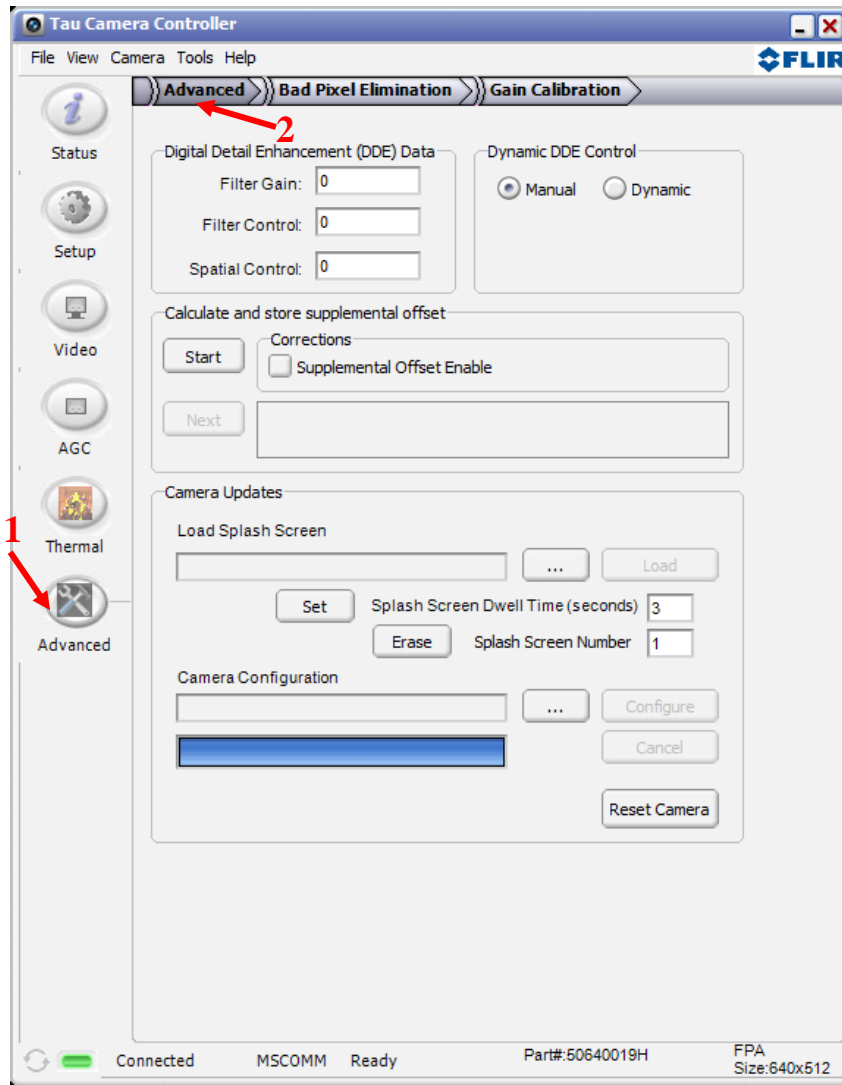 Tau Camera Controller
File View Camera Tools Help
FLIR
Advanced Bad Pixel Elimination Gain Calibration
2
Status
Setup
Video
AGC
Thermal
1
Advanced
Digital Detail Enhancement (DDE) Data
Filter Gain: 0
Filter Control: 0
Spatial Control: 0
Dynamic DDE Control
Manual Dynamic
Calculate and store supplemental offset
Start
Corrections
Supplemental Offset Enable
Next
Camera Updates
Load Splash Screen
... Load
Set Splash Screen Dwell Time (seconds) 3
Erase Splash Screen Number 1
Camera Configuration
... Configure
Cancel
Reset Camera
Connected MSCOMM Ready Part#:50640019H FPA
Size:640x512